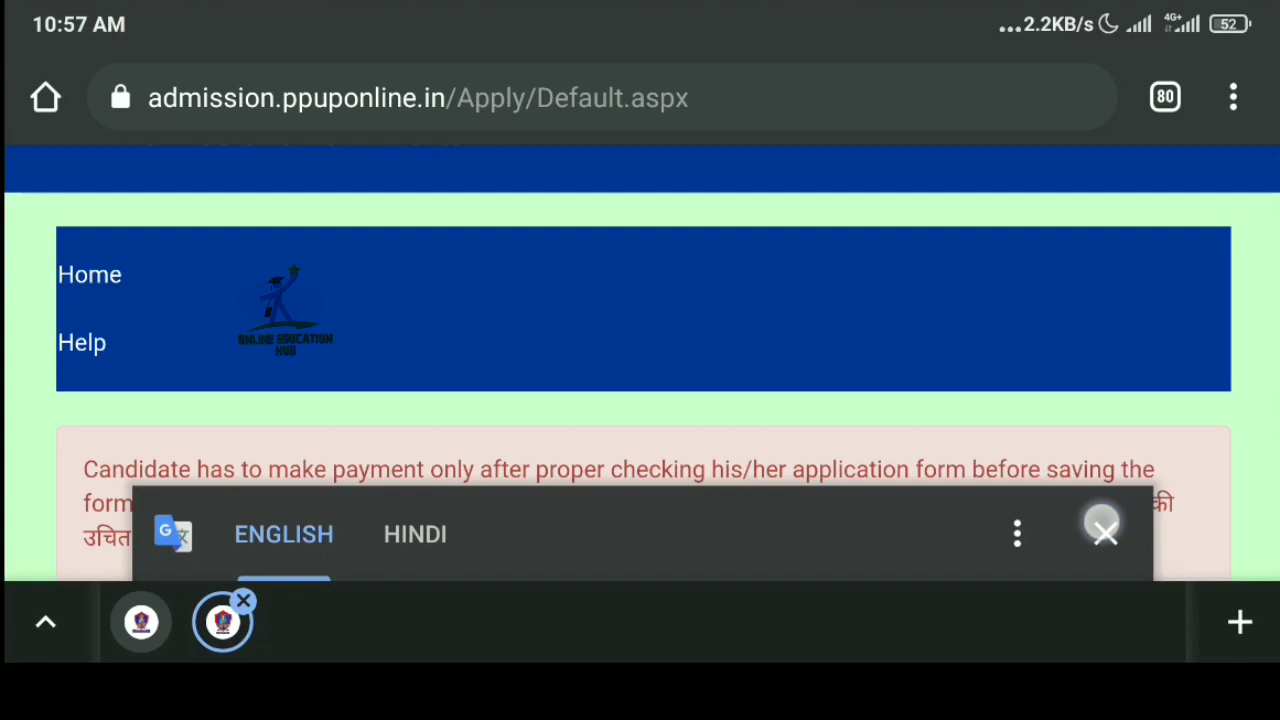 10:57 AM
...2.2KB/s 4G+ 52
admission.ppuponline.in/Apply/Default.aspx
80
Home
Help
ONLINE EDUCATION
HUB
Candidate has to make payment only after proper checking his/her application form before saving the
form की
उचित
ENGLISH HINDI